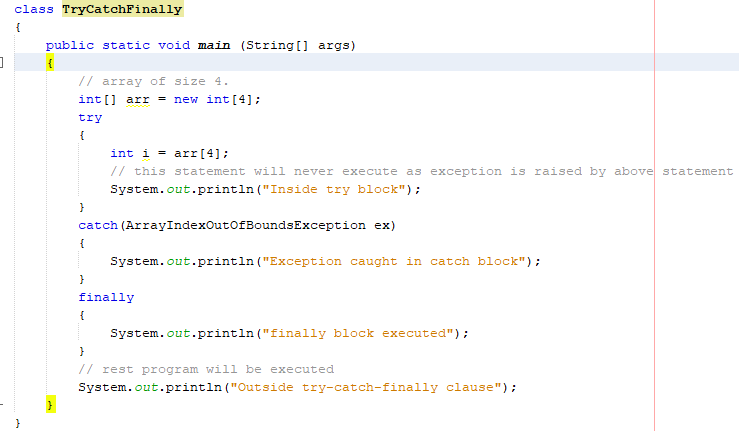 class TryCatchFinally
{
    public static void main (String[] args)
    {
        // array of size 4.
        int[] arr = new int[4];
        try
        {
            int i = arr[4];
            // this statement will never execute as exception is raised by above statement
            System.out.println("Inside try block");
        }
        catch(ArrayIndexOutOfBoundsException ex)
        {
            System.out.println("Exception caught in catch block");
        }
        finally
        {
            System.out.println("finally block executed");
        }
        // rest program will be executed
        System.out.println("Outside try-catch-finally clause");
    }
}